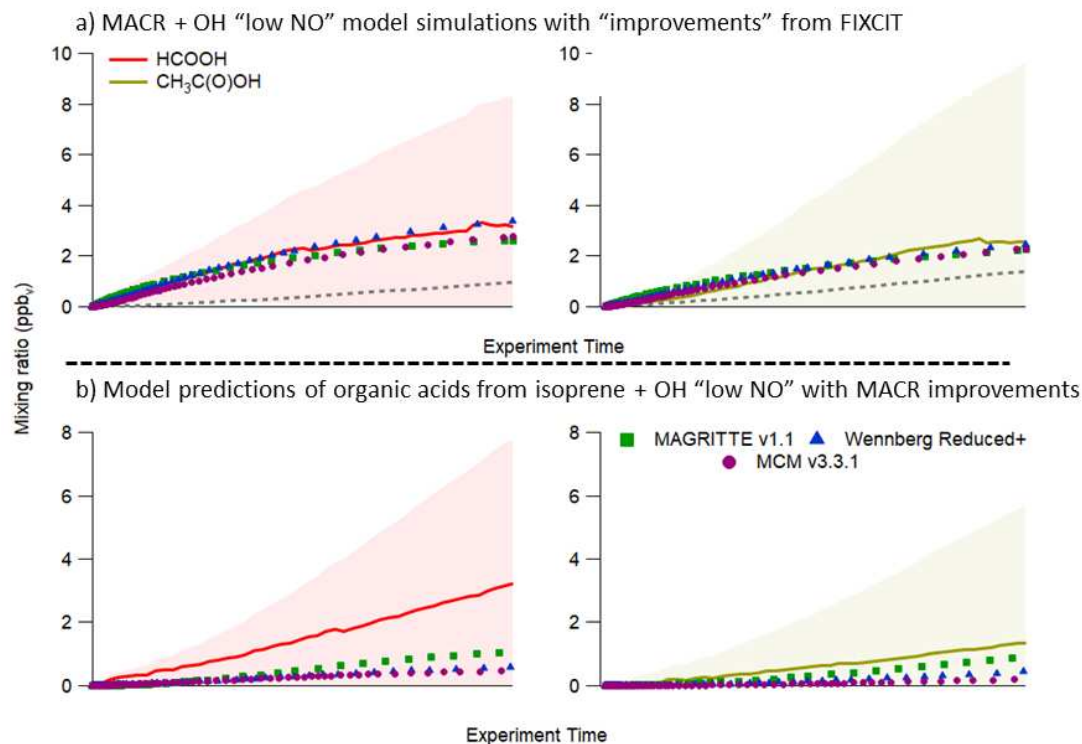 a) MACR + OH “low NO” model simulations with “improvements” from FIXCIT
10
8
6
4
2
0
HCOOH
CH₃C(O)OH
10
8
6
4
2
0
Experiment Time
Mixing ratio (ppbᵥ)
b) Model predictions of organic acids from isoprene + OH “low NO” with MACR improvements
8
6
4
2
0
8
6
4
2
0
MAGRITTE v1.1 Wennberg Reduced+
MCM v3.3.1
Experiment Time